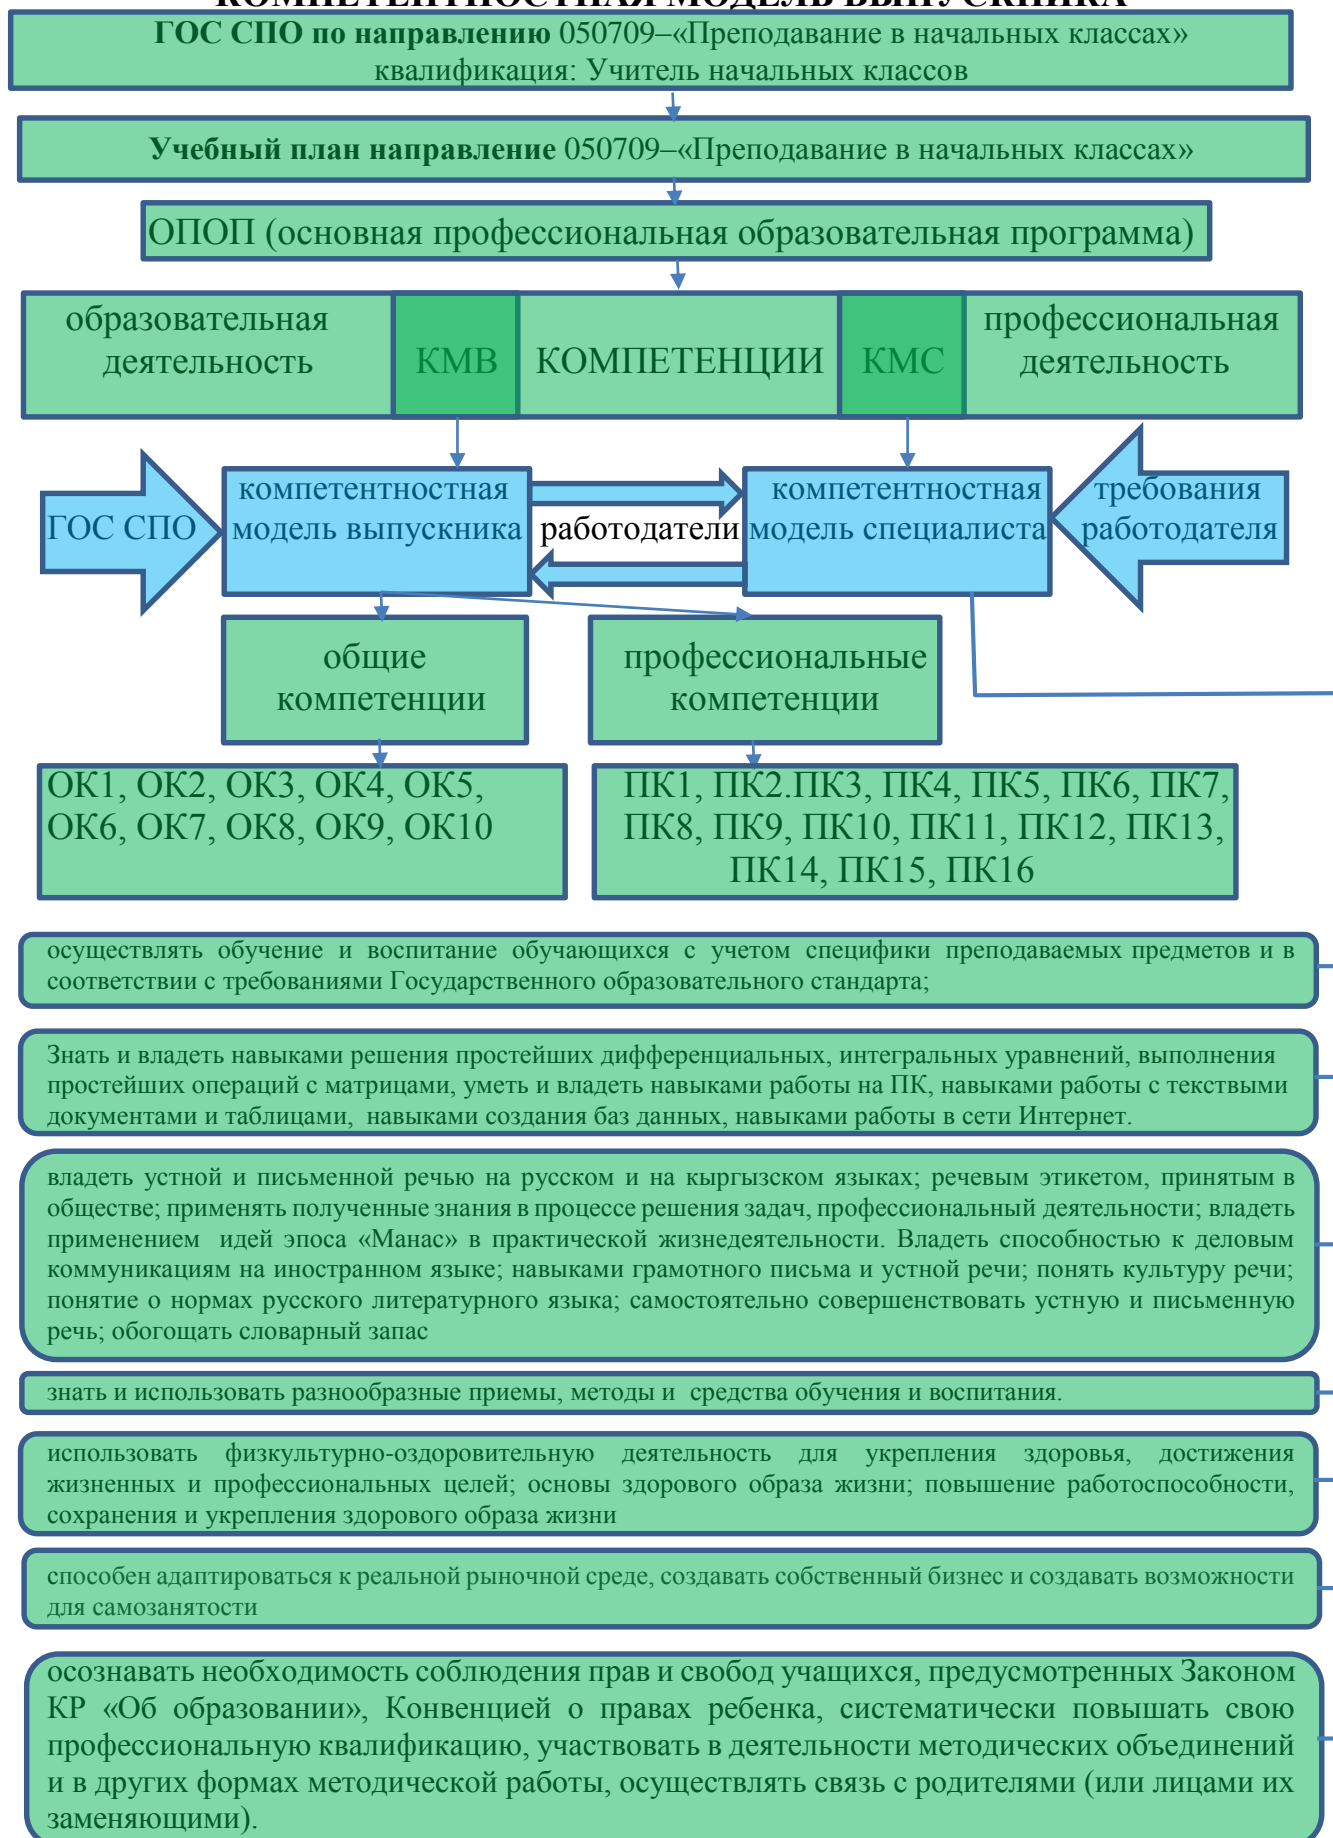 КОМПЕТЕНТНОСТНАЯ МОДЕЛЬ ВЫПУСКНИКА
ГОС СПО по направлению 050709–«Преподавание в начальных классах»
квалификация: Учитель начальных классов
Учебный план направление 050709–«Преподавание в начальных классах»
ОПОП (основная профессиональная образовательная программа)
образовательная
деятельность
КМВ
КОМПЕТЕНЦИИ
КМС
профессиональная
деятельность
ГОС СПО
компетентностная
модель выпускника
работодатели
компетентностная
модель специалиста
требования
работодателя
общие
компетенции
профессиональные
компетенции
ОК1, ОК2, ОК3, ОК4, ОК5,
ОК6, ОК7, ОК8, ОК9, ОК10
ПК1, ПК2.ПК3, ПК4, ПК5, ПК6, ПК7,
ПК8, ПК9, ПК10, ПК11, ПК12, ПК13,
ПК14, ПК15, ПК16
осуществлять обучение и воспитание обучающихся с учетом специфики преподаваемых предметов и в
соответствии с требованиями Государственного образовательного стандарта;
Знать и владеть навыками решения простейших дифференциальных, интегральных уравнений, выполнения
простейших операций с матрицами, уметь и владеть навыками работы на ПК, навыками работы с текствыми
документами и таблицами, навыками создания баз данных, навыками работы в сети Интернет.
владеть устной и письменной речью на русском и на кыргызском языках; речевым этикетом, принятым в
обществе; применять полученные знания в процессе решения задач, профессиональный деятельности; владеть
применением идей эпоса «Манас» в практической жизнедеятельности. Владеть способностью к деловым
коммуникациям на иностранном языке; навыками грамотного письма и устной речи; понять культуру речи;
понятие о нормах русского литературного языка; самостоятельно совершенствовать устную и письменную
речь; обогощать словарный запас
знать и использовать разнообразные приемы, методы и средства обучения и воспитания.
использовать физкультурно-оздоровительную деятельность для укрепления здоровья, достижения
жизненных и профессиональных целей; основы здорового образа жизни; повышение работоспособности,
сохранения и укрепления здорового образа жизни
способен адаптироваться к реальной рыночной среде, создавать собственный бизнес и создавать возможности
для самозанятости
осознавать необходимость соблюдения прав и свобод учащихся, предусмотренных Законом
КР «Об образовании», Конвенцией о правах ребенка, систематически повышать свою
профессиональную квалификацию, участвовать в деятельности методических объединений
и в других формах методической работы, осуществлять связь с родителями (или лицами их
заменяющими).